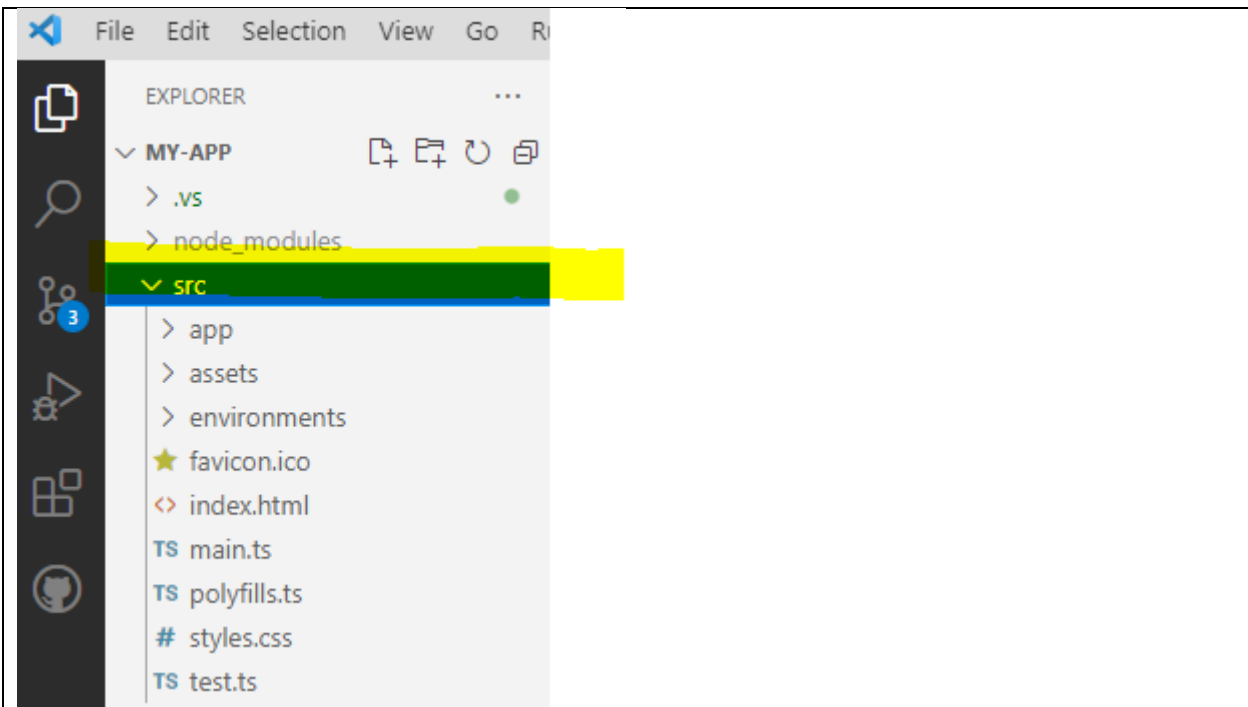 File Edit Selection View Go
EXPLORER
MY-APP
.vs
node_modules
src
3
app
assets
environments
favicon.ico
<> index.html
TS main.ts
TS polyfills.ts
# styles.css
TS test.ts